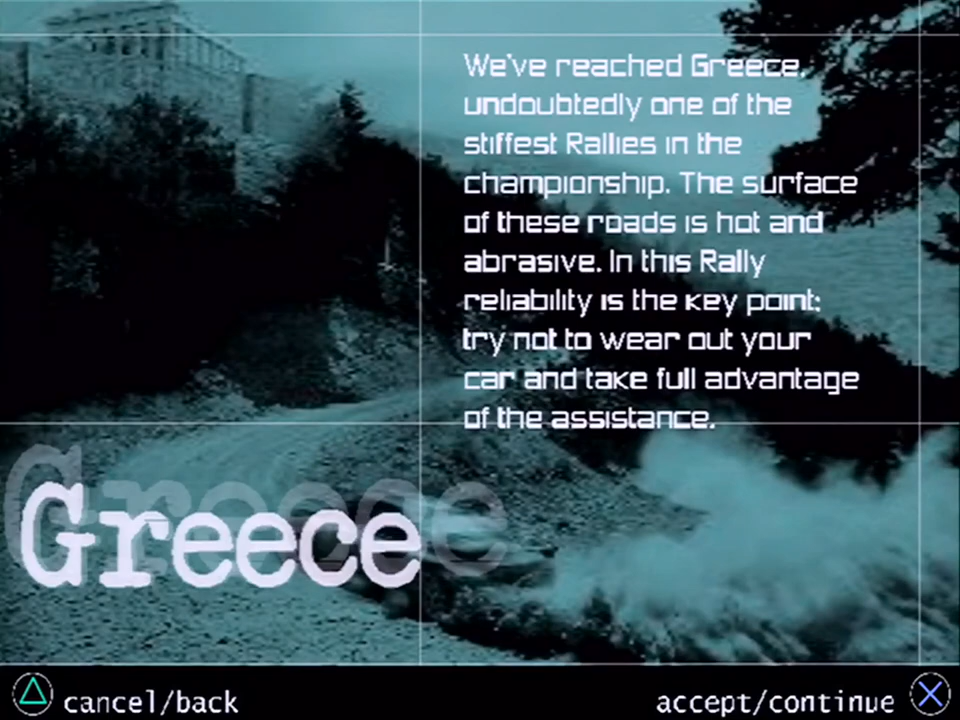 We've reached Greece,
undoubtedly one of the
stiffest Rallies in the
championship. The surface
of these roads is hot and
abrasive. In this Rally
reliability is the key point;
try not to wear out your
car and take full advantage
of the assistance.
Greece
cancel/back
accept/continue